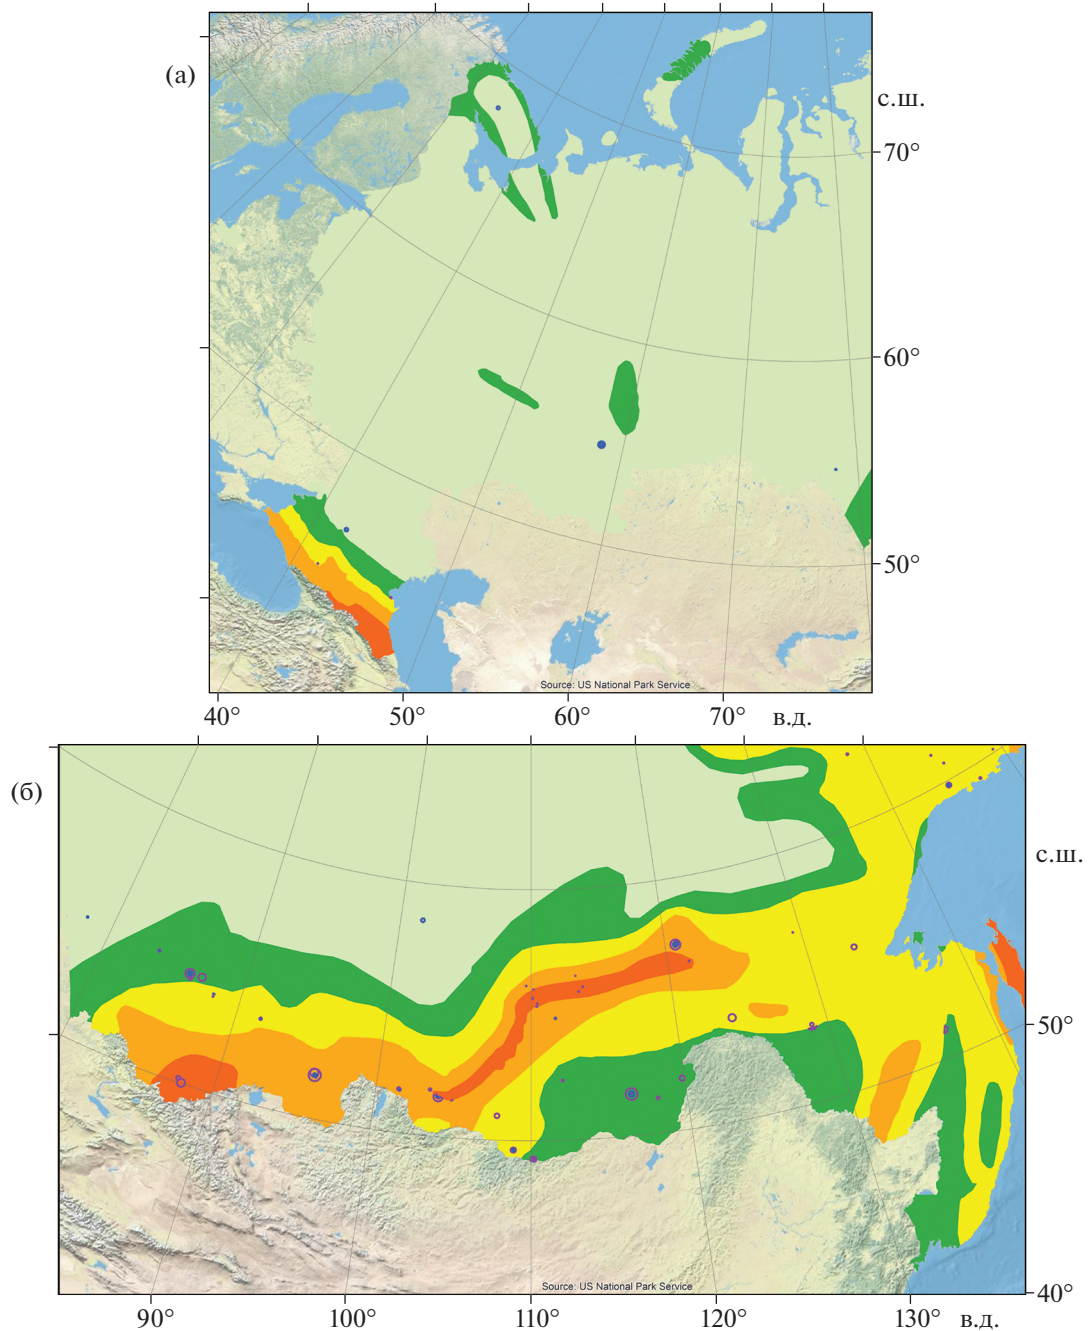 (а)
с.ш.
70°
60°
50°
Source: US National Park Service
40°
50°
60°
70°
в.д.
(б)
с.ш.
50°
Source: US National Park Service
40°
90°
100°
110°
120°
130°
в.д.